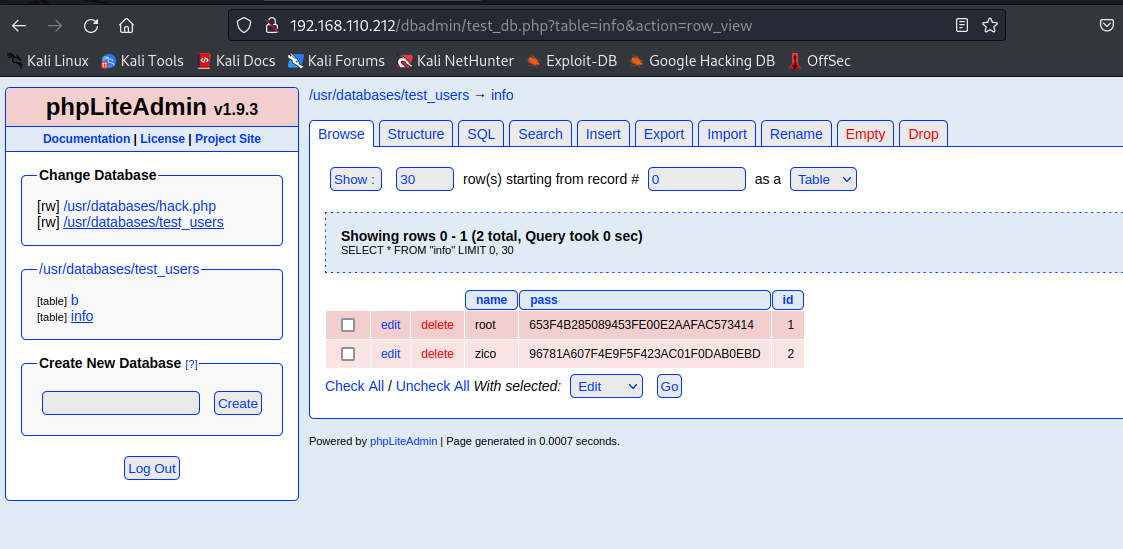 192.168.110.212/dbadmin/test_db.php?table=info&action=row_view
Kali Linux Kali Tools Kali Docs Kali Forums Kali NetHunter Exploit-DB Google Hacking DB OffSec
phpLiteAdmin v1.9.3
Documentation | License | Project Site
Change Database
[rw] /usr/databases/hack.php
[rw] /usr/databases/test_users
/usr/databases/test_users
[table] b
[table] info
Create New Database [?]
Create
Log Out
/usr/databases/test_users → info
Browse Structure SQL Search Insert Export Import Rename Empty Drop
Show : 30 row(s) starting from record # 0 as a Table
Showing rows 0 - 1 (2 total, Query took 0 sec)
SELECT * FROM "info" LIMIT 0, 30
name pass id
edit delete root 653F4B285089453FE00E2AAFAC573414 1
edit delete zico 96781A607F4E9F5F423AC01F0DAB0EBD 2
Check All / Uncheck All With selected: Edit Go
Powered by phpLiteAdmin | Page generated in 0.0007 seconds.